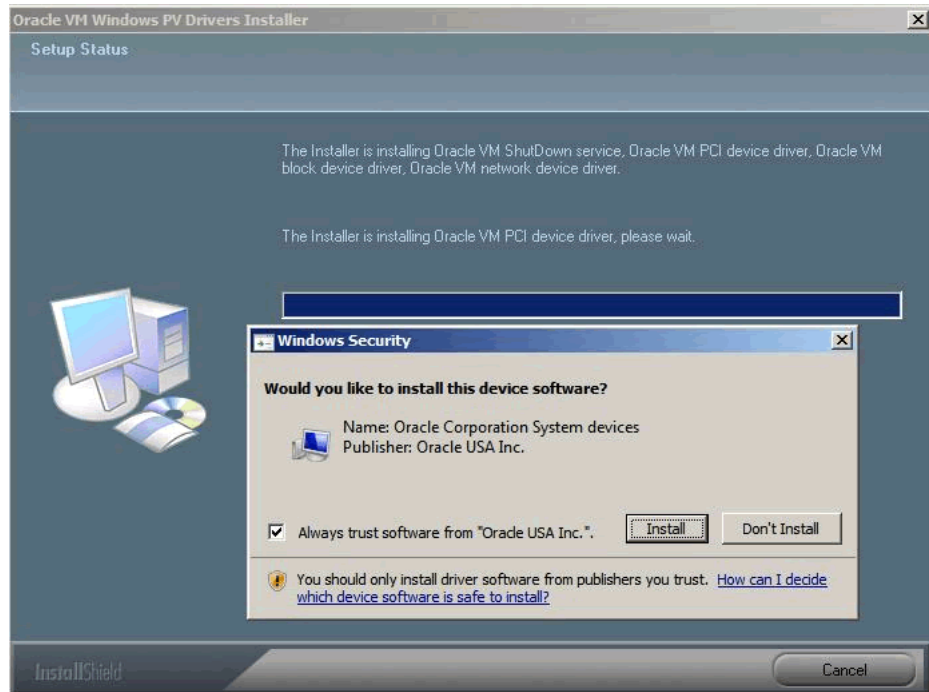 Oracle VM Windows PV Drivers Installer
Setup Status
The Installer is installing Oracle VM ShutDown service, Oracle VM PCI device driver, Oracle VM
block device driver, Oracle VM network device driver.
The Installer is installing Oracle VM PCI device driver, please wait.
Windows Security
Would you like to install this device software?
Name: Oracle Corporation System devices
Publisher: Oracle USA Inc.
Always trust software from "Oracle USA Inc.".
Install
Don't Install
You should only install driver software from publishers you trust. How can I decide
which device software is safe to install?
InstallShield
Cancel